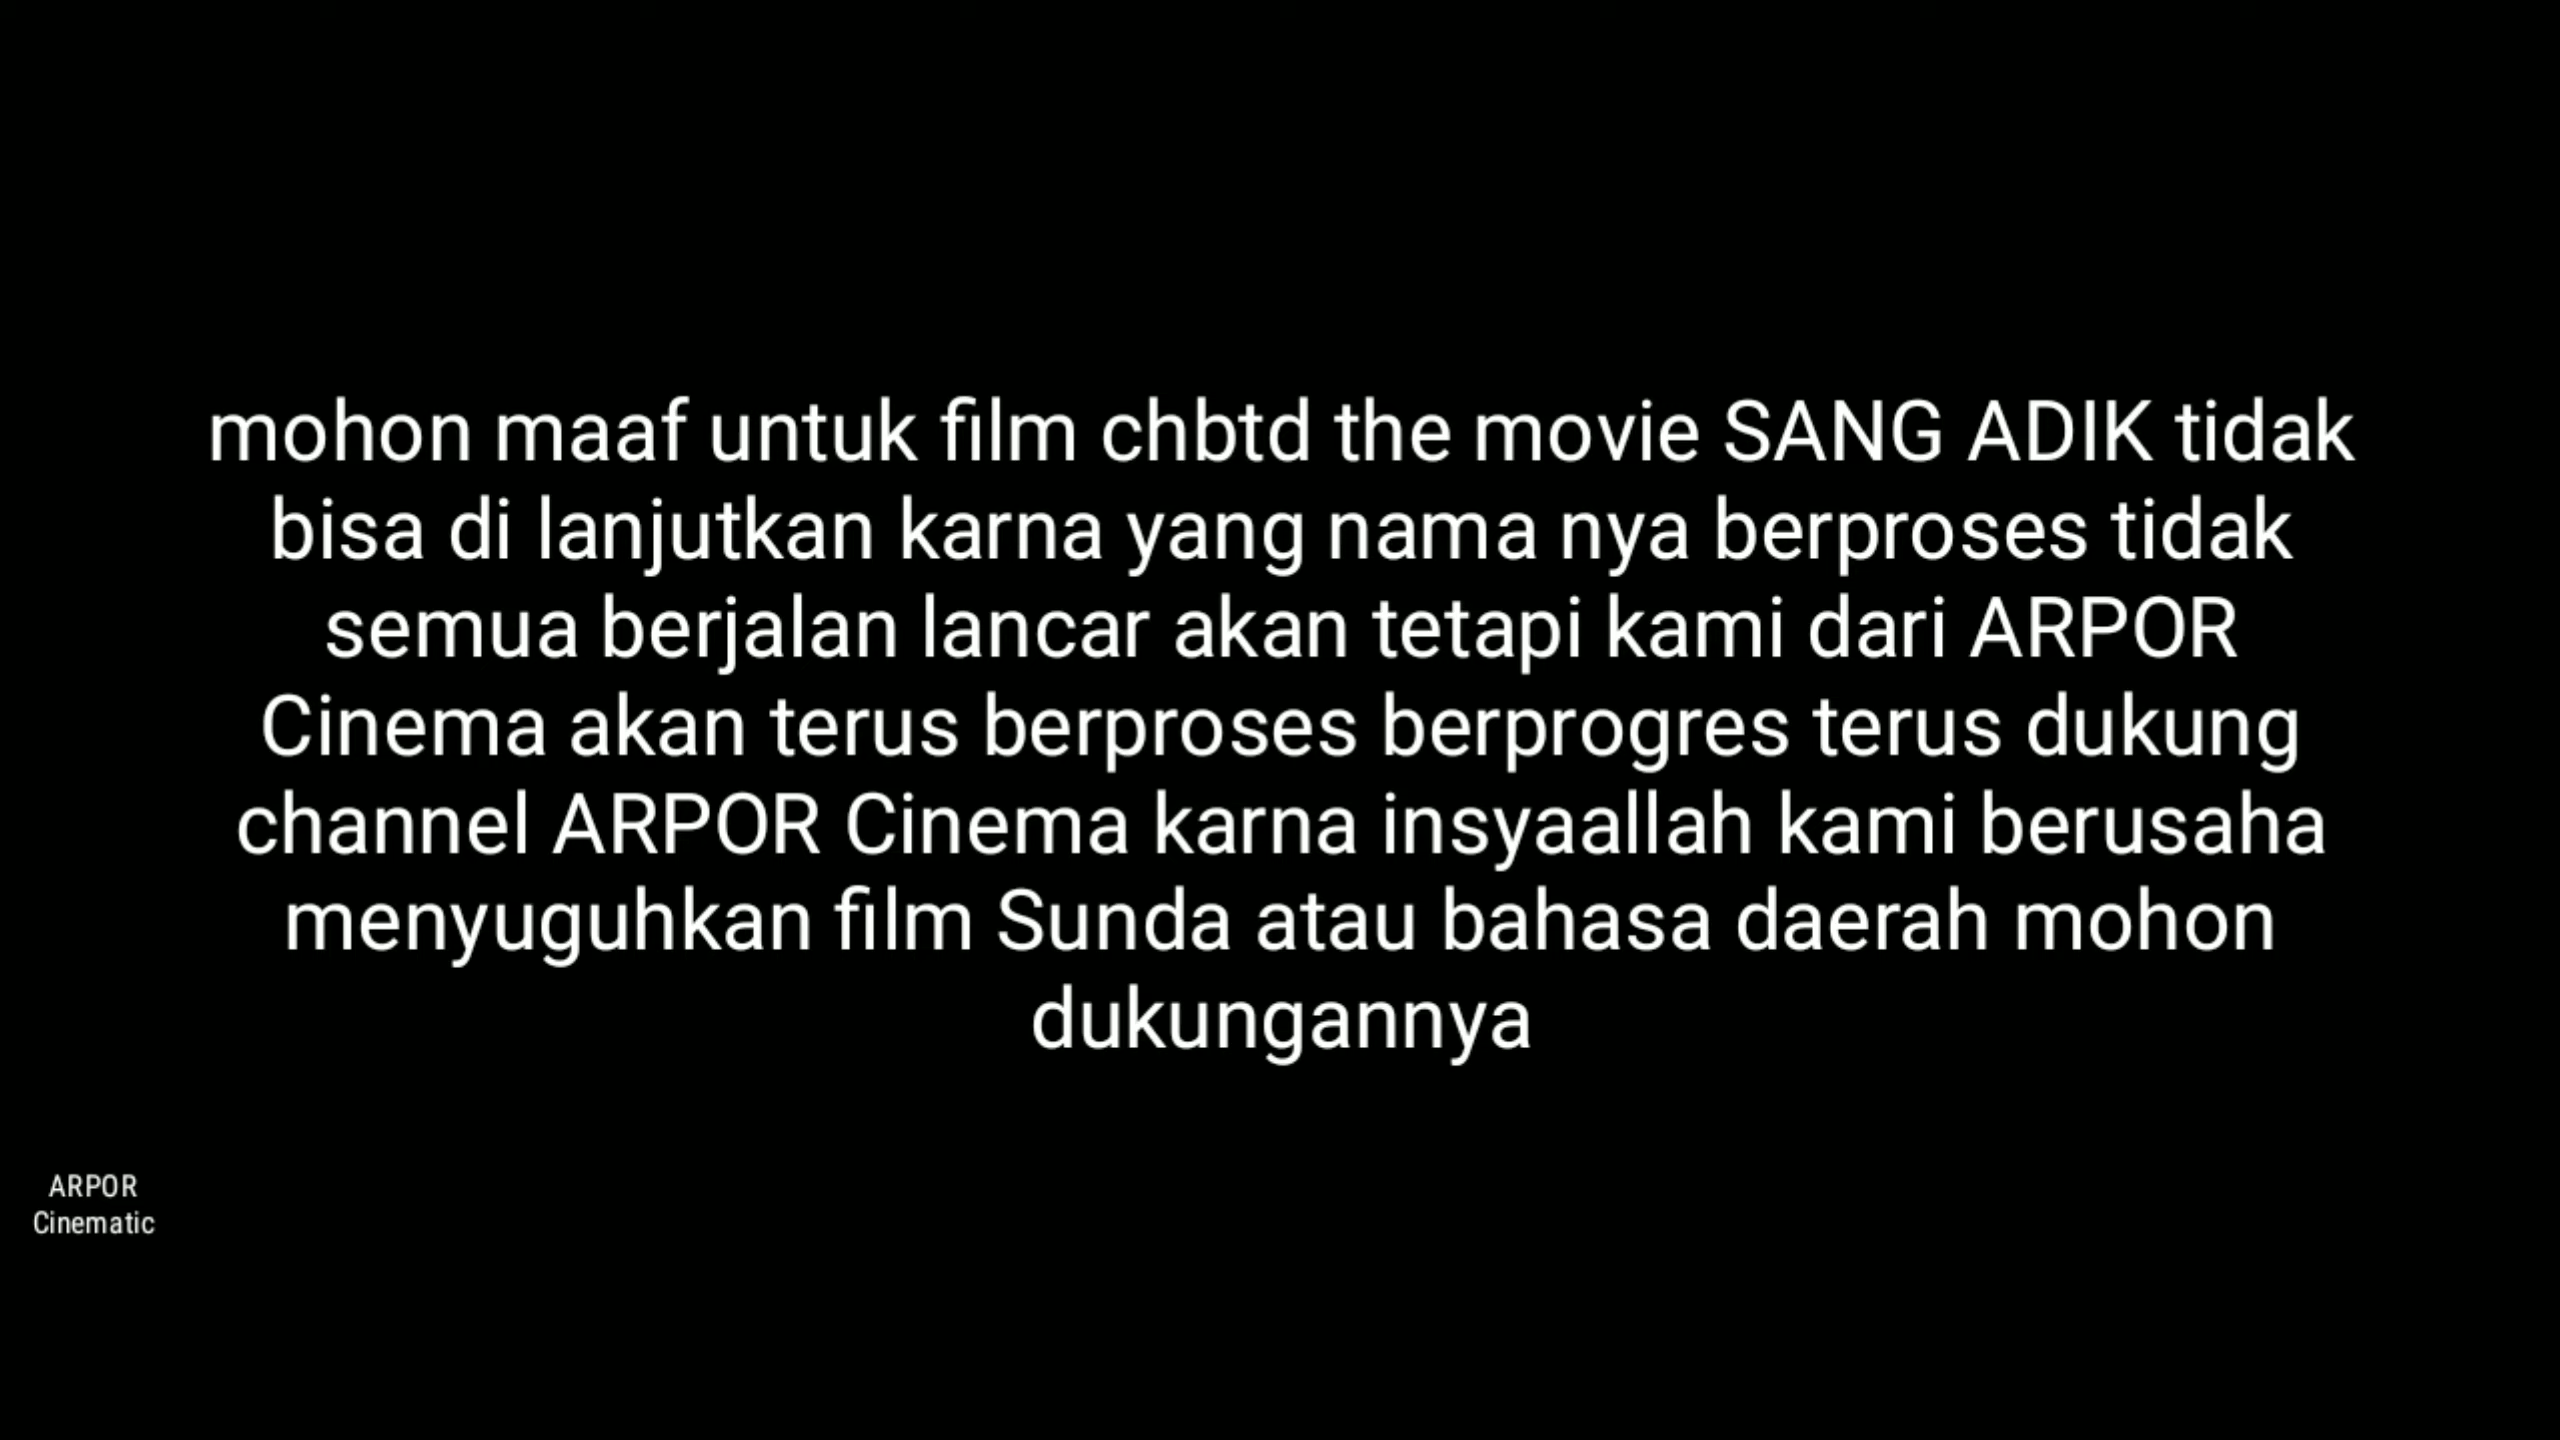 mohon maaf untuk film chbtd the movie SANG ADIK tidak
bisa di lanjutkan karna yang nama nya berproses tidak
semua berjalan lancar akan tetapi kami dari ARPOR
Cinema akan terus berproses berprogres terus dukung
channel ARPOR Cinema karna insyaallah kami berusaha
menyuguhkan film Sunda atau bahasa daerah mohon
dukungannya
ARPOR
Cinematic